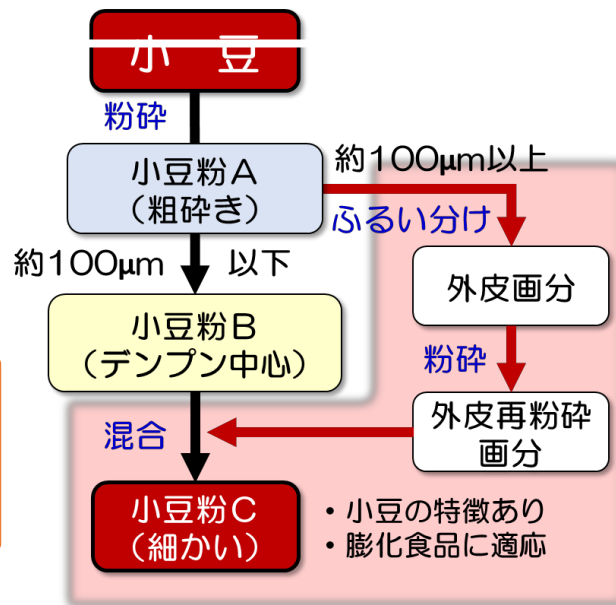 小 豆
粉砕
小豆粉A
(粗砕き)
約100μm以上
ふるい分け
約100μm 以下
外皮画分
小豆粉B
(デンプン中心)
粉砕
混合
外皮再粉砕
画分
小豆粉C
(細かい)
・小豆の特徴あり
・膨化食品に適応